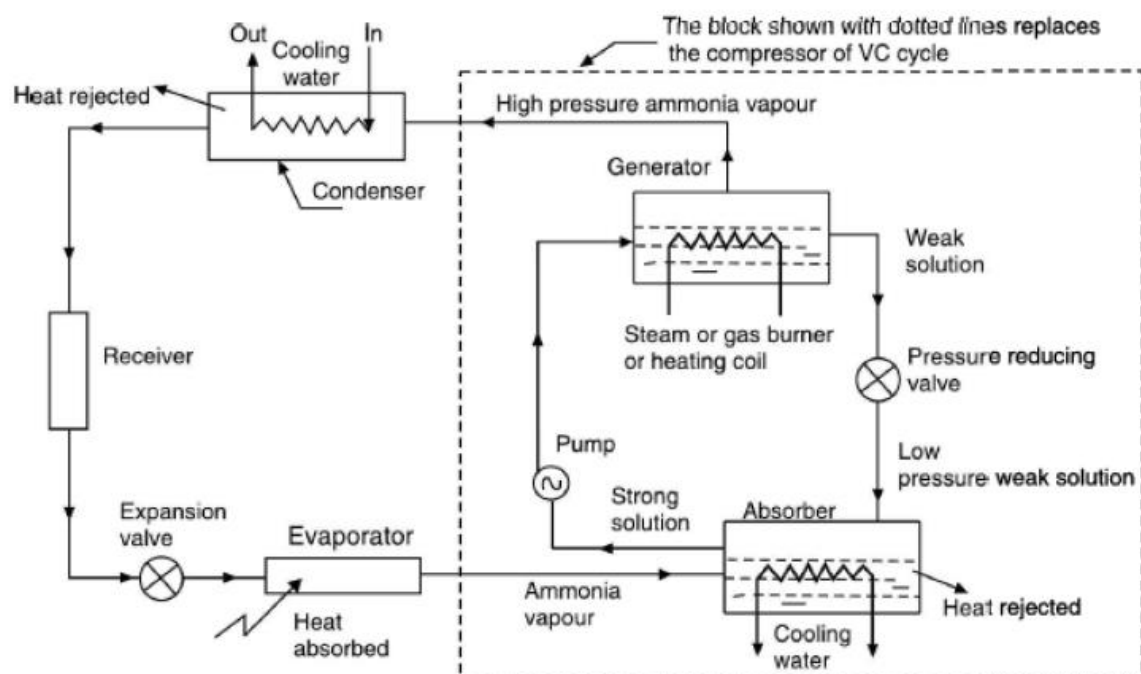 The block shown with dotted lines replaces
the compressor of VC cycle
Out
In
Cooling
water
Heat rejected
High pressure ammonia vapour
Condenser
Generator
Weak
solution
Steam or gas burner
or heating coil
Receiver
Pressure reducing
valve
Pump
Low
pressure weak solution
Expansion
valve
Evaporator
Strong
solution
Absorber
Ammonia
vapour
Heat
absorbed
Heat rejected
Cooling
water